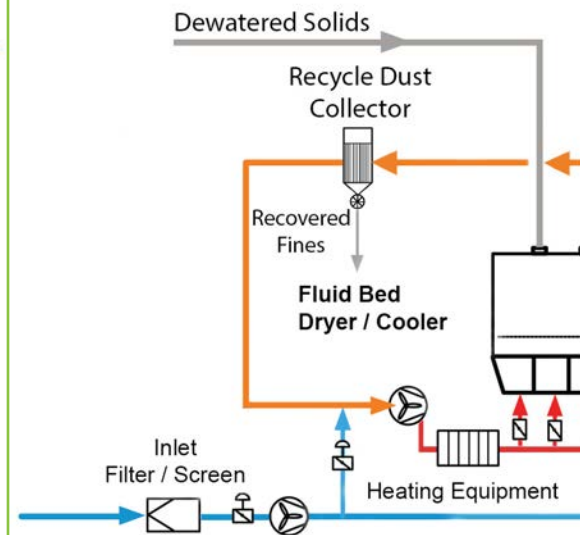 Dewatered Solids
Recycle Dust
Collector
Recovered
Fines
Fluid Bed
Dryer / Cooler
Inlet
Filter / Screen
Heating Equipment